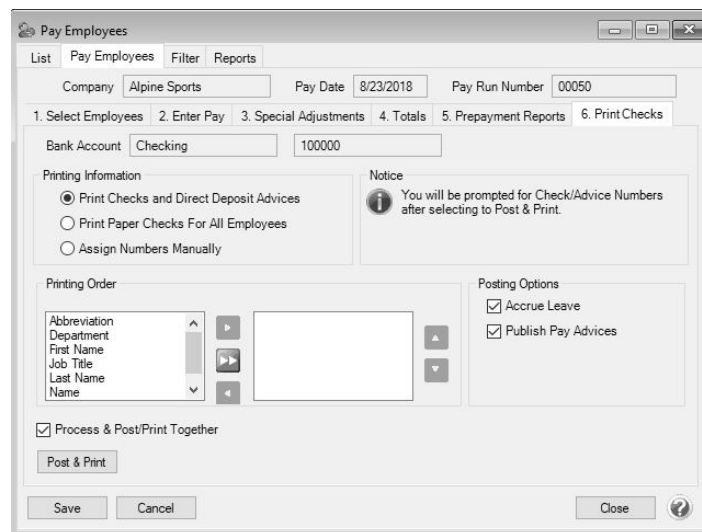 Pay Employees
List Pay Employees Filter Reports
Company Alpine Sports Pay Date 8/23/2018 Pay Run Number 00050
1. Select Employees 2. Enter Pay 3. Special Adjustments 4. Totals 5. Prepayment Reports 6. Print Checks
Bank Account Checking 100000
Printing Information
Print Checks and Direct Deposit Advices
Print Paper Checks For All Employees
Assign Numbers Manually
Notice
You will be prompted for Check/Advice Numbers
after selecting to Post & Print.
Printing Order
Abbreviation
Department
First Name
Job Title
Last Name
Name
Posting Options
Accrue Leave
Publish Pay Advices
Process & Post/Print Together
Post & Print
Save Cancel Close